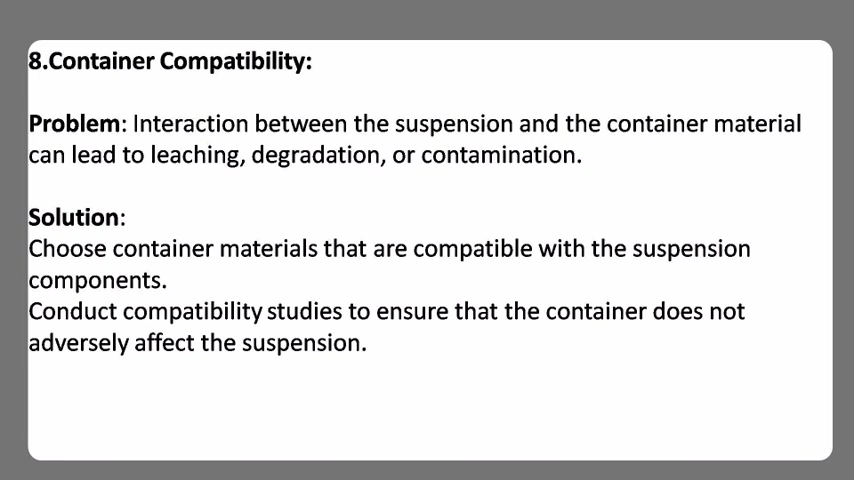 8.Container Compatibility:
Problem: Interaction between the suspension and the container material
can lead to leaching, degradation, or contamination.
Solution:
Choose container materials that are compatible with the suspension
components.
Conduct compatibility studies to ensure that the container does not
adversely affect the suspension.